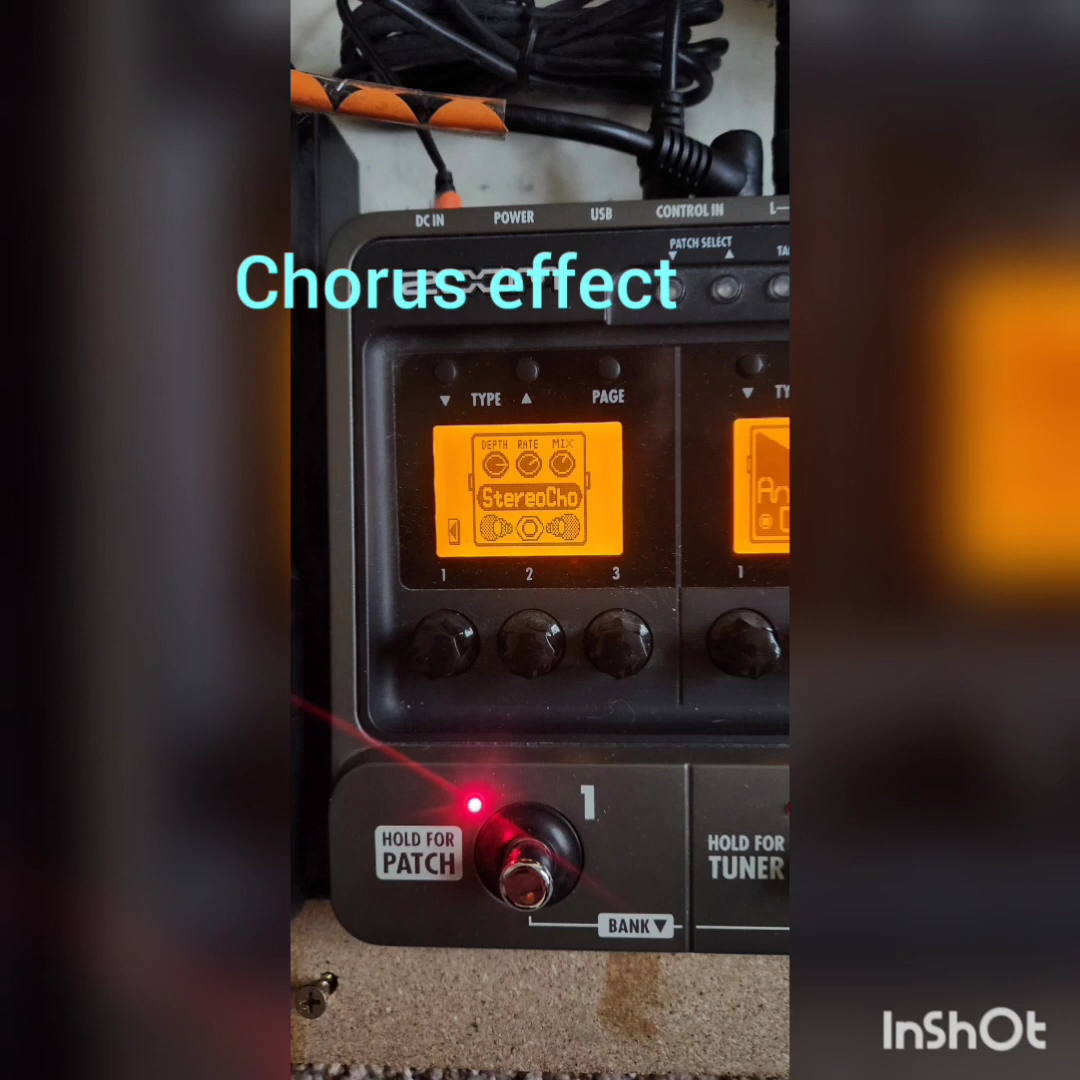 DC IN POWER USB CONTROL IN L
PATCH SELECT
▼ ▲
Chorus effect
▼ TYPE ▲ PAGE ▼
DEPTH RATE MIX
StereoCho
An
1 2 3 1
1
HOLD FOR
PATCH
HOLD FOR
TUNER
BANK▼
InShOt